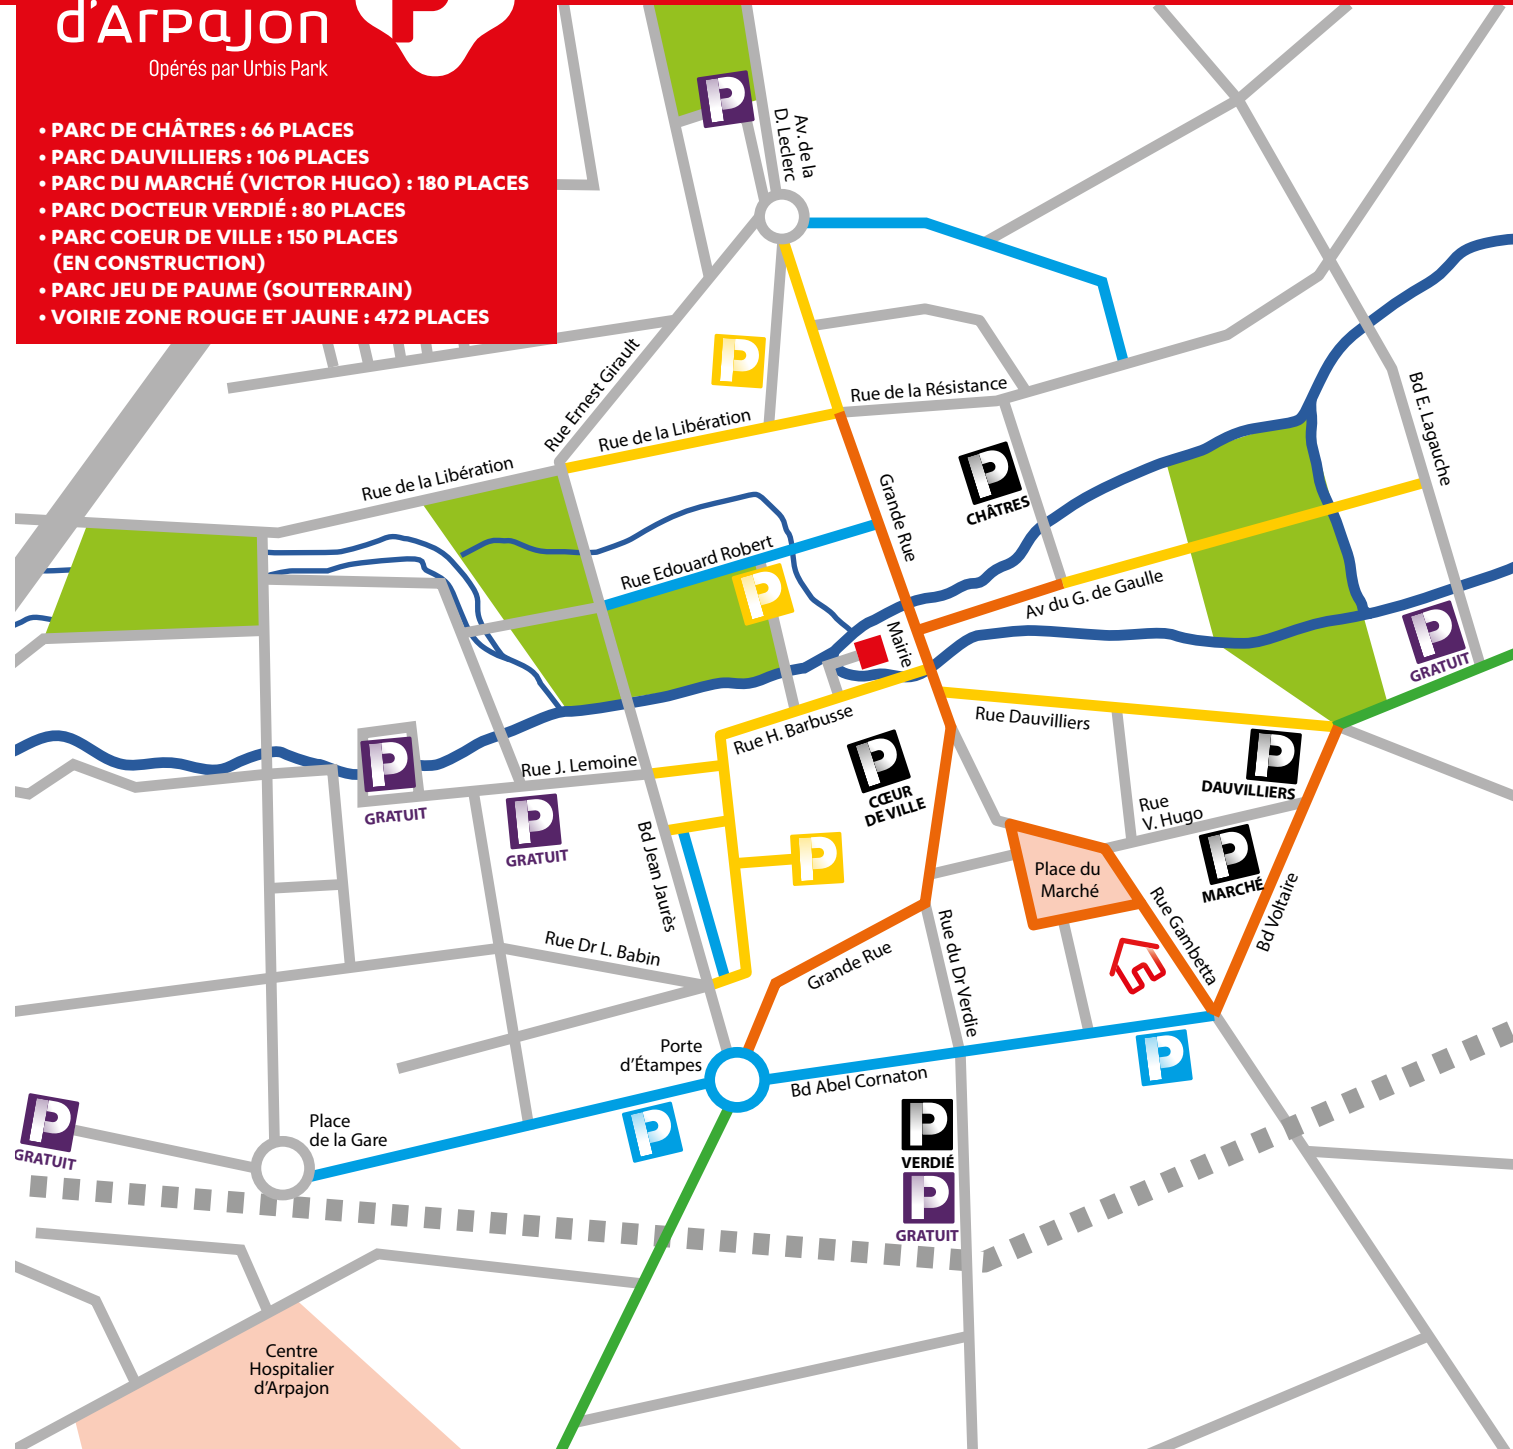 d'Arpajon
Opérés par Urbis Park
• PARC DE CHÂTRES : 66 PLACES
• PARC DAUVILLIERS : 106 PLACES
• PARC DU MARCHÉ (VICTOR HUGO) : 180 PLACES
• PARC DOCTEUR VERDIÉ : 80 PLACES
• PARC COEUR DE VILLE : 150 PLACES
(EN CONSTRUCTION)
• PARC JEU DE PAUME (SOUTERRAIN)
• VOIRIE ZONE ROUGE ET JAUNE : 472 PLACES
P
Av. de la
D. Leclerc
P
Rue Ernest Girault
Rue de la Résistance
Rue de la Libération
Rue de la Libération
Bd E. Lagauche
P
CHÂTRES
Grande Rue
Rue Edouard Robert
P
Av du G. de Gaulle
Mairie
P
GRATUIT
Rue Dauvilliers
Rue H. Barbusse
P
GRATUIT
Rue J. Lemoine
P
CŒUR
DE VILLE
P
DAUVILLIERS
Rue
V. Hugo
P
GRATUIT
Bd Jean Jaurès
P
Place du
Marché
P
MARCHÉ
Rue Gambetta
Bd Voltaire
Rue Dr L. Babin
Grande Rue
Rue du Dr Verdie
Porte
d'Étampes
Bd Abel Cornaton
P
P
Place
de la Gare
P
GRATUIT
P
VERDIÉ
P
GRATUIT
Centre
Hospitalier
d'Arpajon